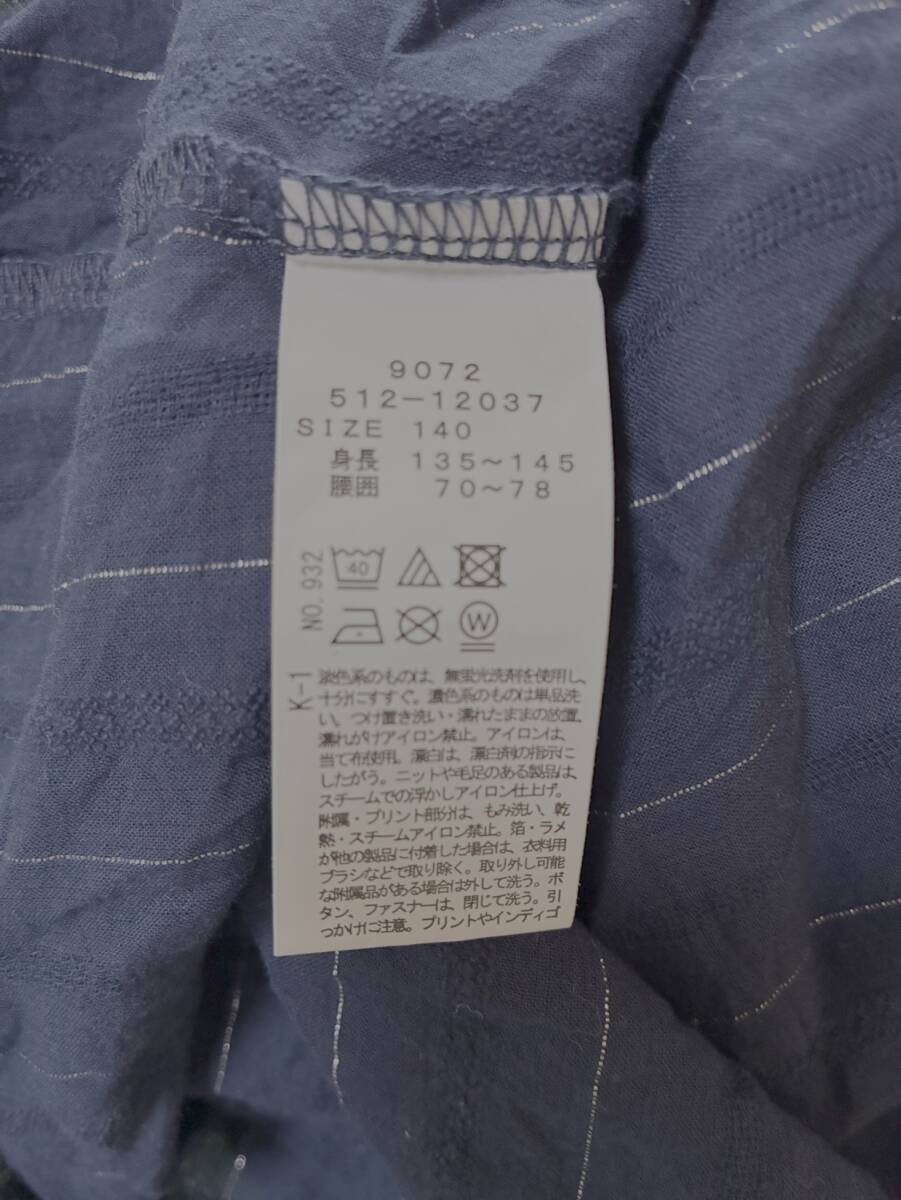 9072
512-12037
SIZE 140
身長 135～145
腰囲 70～78
NO. 932
40
W
K-1
淡色系のものは、無蛍光洗剤を使用し、
十分にすすぐ。濃色系のものは単品洗
い。つけ置き洗い・濡れたままの放置、
濡れがけアイロン禁止。アイロンは、
当て布使用。漂白は、漂白剤の指示に
したがう。ニットや毛足のある製品は、
スチームでの浮かしアイロン仕上げ。
附属・プリント部分は、もみ洗い、乾
熱・スチームアイロン禁止。箔・ラメ
が他の製品に付着した場合は、衣料用
ブラシなどで取り除く。取り外し可能
な附属品がある場合は外して洗う。ボ
タン、ファスナーは、閉じて洗う。引
っかけに注意。プリントやインディゴ